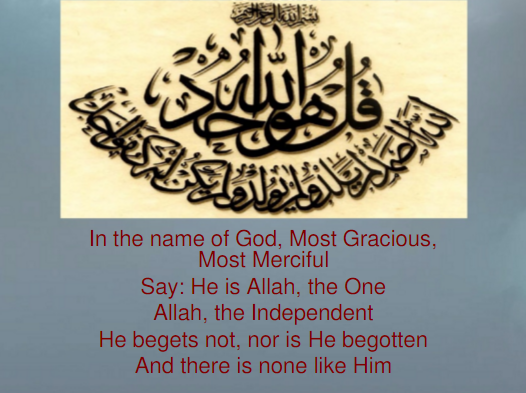 بسم الله الرحمن الرحيم
قل هو الله أحد
الله الصمد لم يلد ولم يولد ولم يكن له كفوا أحد
In the name of God, Most Gracious,
Most Merciful
Say: He is Allah, the One
Allah, the Independent
He begets not, nor is He begotten
And there is none like Him